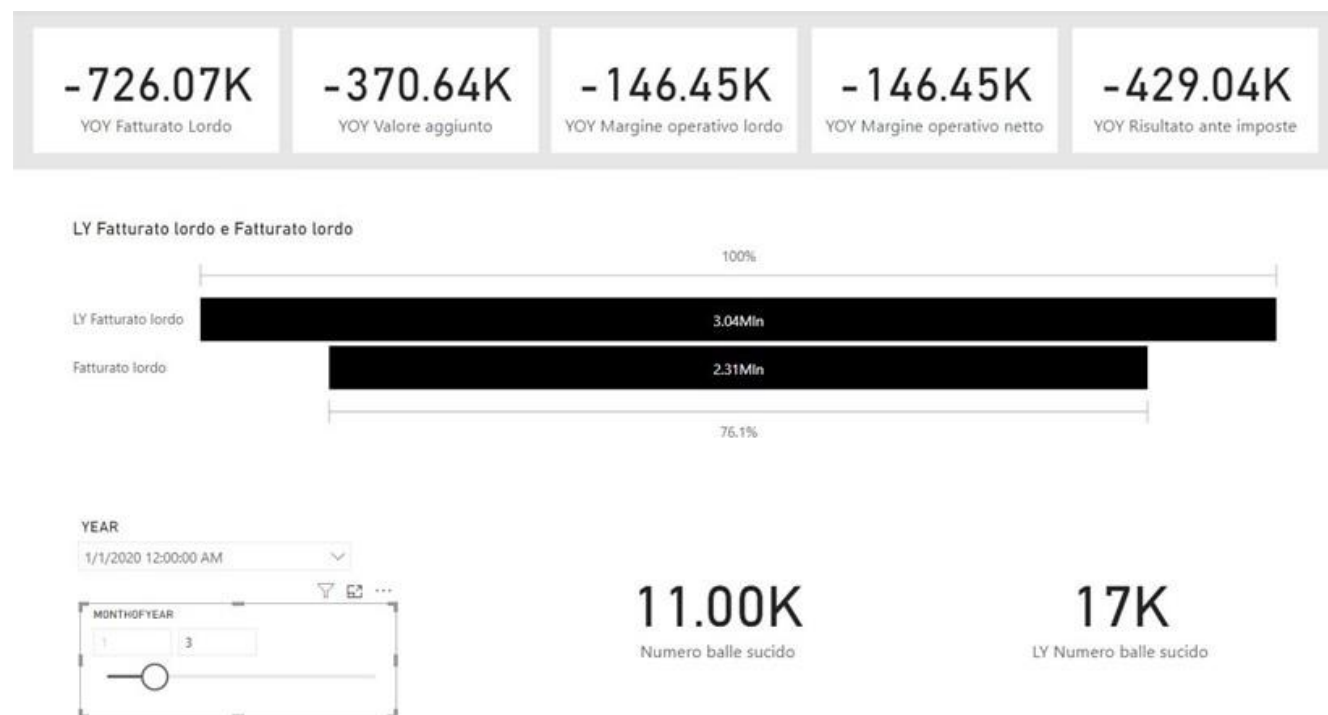 -726.07K
YOY Fatturato Lordo
-370.64K
YOY Valore aggiunto
-146.45K
YOY Margine operativo lordo
-146.45K
YOY Margine operativo netto
-429.04K
YOY Risultato ante imposte
LY Fatturato lordo e Fatturato lordo
100%
LY Fatturato lordo
3.04Mln
Fatturato lordo
2.31Mln
76.1%
YEAR
1/1/2020 12:00:00 AM
MONTHOFYEAR
1
3
11.00K
Numero balle sucido
17K
LY Numero balle sucido